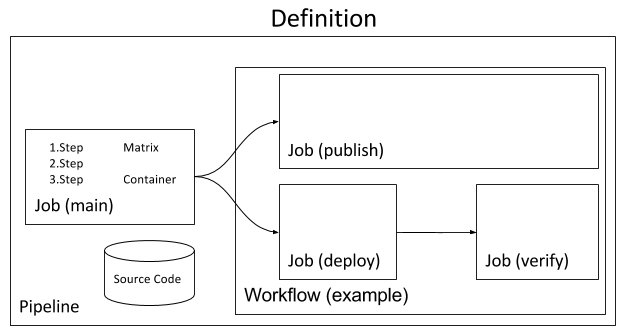 Definition
1.Step Matrix
2.Step
3.Step Container
Job (main)
Source Code
Pipeline
Job (publish)
Job (deploy)
Job (verify)
Workflow (example)